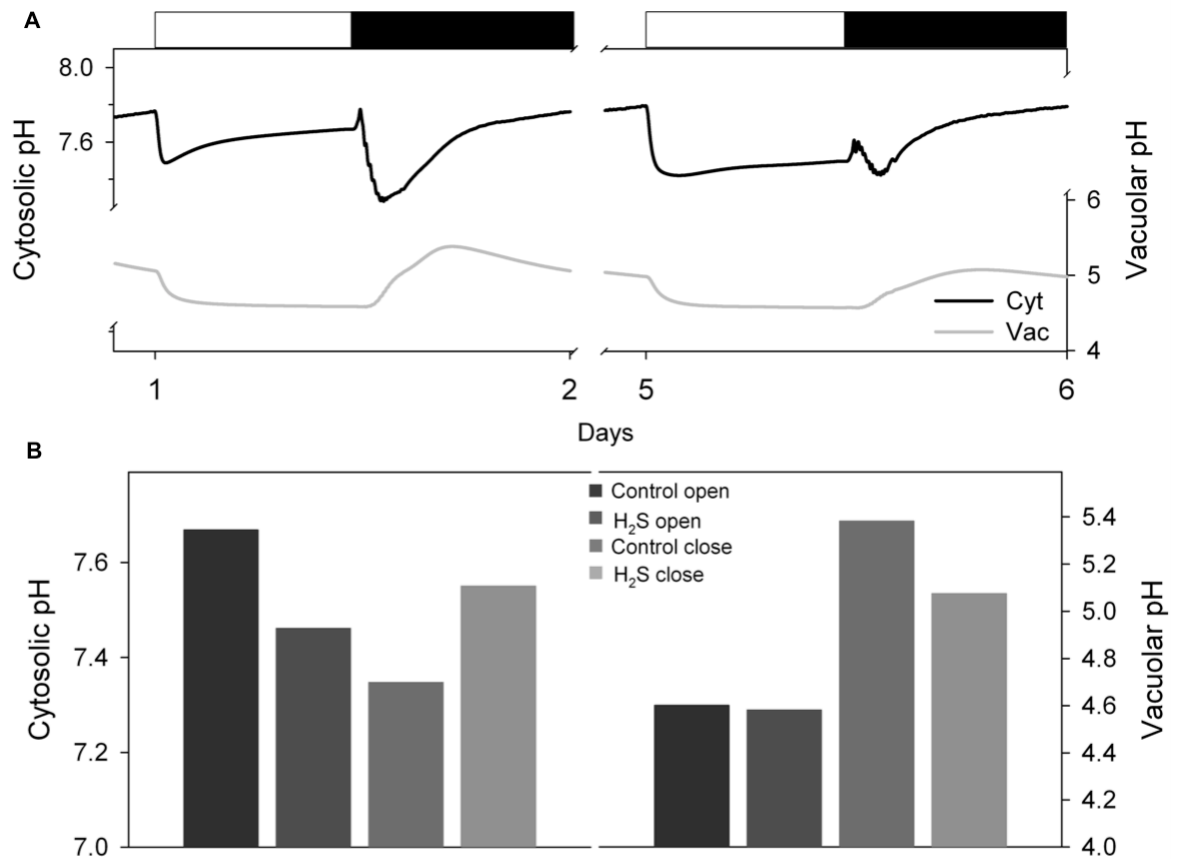 A
Cytosolic pH
8.0
7.6
Vacuolar pH
6
5
4
Cyt
Vac
1
2
5
6
Days
B
Cytosolic pH
7.6
7.4
7.2
7.0
Control open
H2S open
Control close
H2S close
Vacuolar pH
5.4
5.2
5.0
4.8
4.6
4.4
4.2
4.0